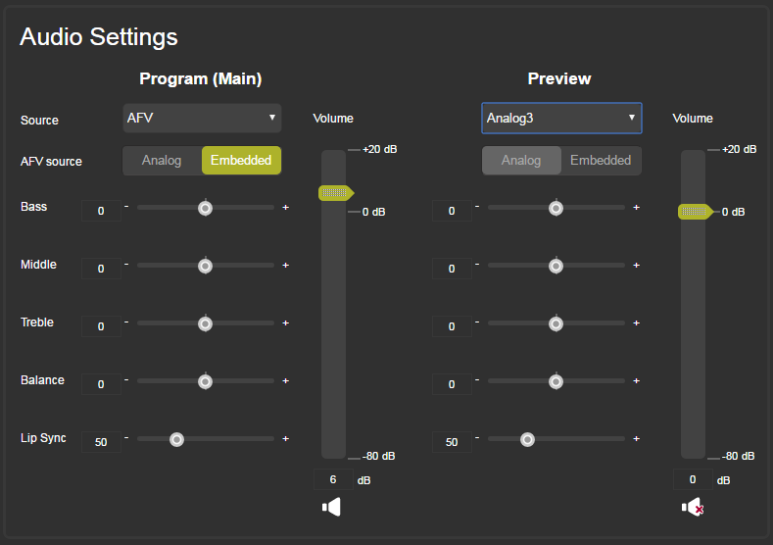 Audio Settings
Program (Main)
Preview
Source AFV Volume Analog3 Volume
AFV source Analog Embedded +20 dB Analog Embedded +20 dB
Bass 0 - + 0 dB 0 - + 0 dB
Middle 0 - + 0 - +
Treble 0 - + 0 - +
Balance 0 - + 0 - +
Lip Sync 50 - + 50 - +
-80 dB -80 dB
6 dB 0 dB